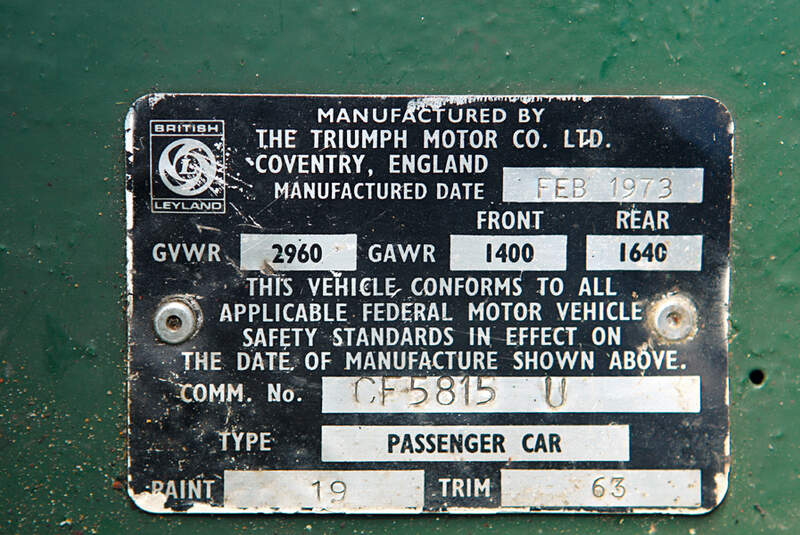 BRITISH
LEYLAND
MANUFACTURED BY
THE TRIUMPH MOTOR CO. LTD.
COVENTRY, ENGLAND
MANUFACTURED DATE FEB 1973
FRONT REAR
GVWR 2960 GAWR 1400 1640
THIS VEHICLE CONFORMS TO ALL
APPLICABLE FEDERAL MOTOR VEHICLE
SAFETY STANDARDS IN EFFECT ON
THE DATE OF MANUFACTURE SHOWN ABOVE.
COMM. No. CF5815 U
TYPE PASSENGER CAR
PAINT 19 TRIM 63